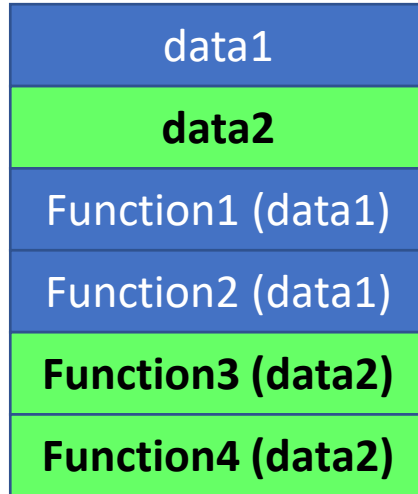 data1
data2
Function1 (data1)
Function2 (data1)
Function3 (data2)
Function4 (data2)